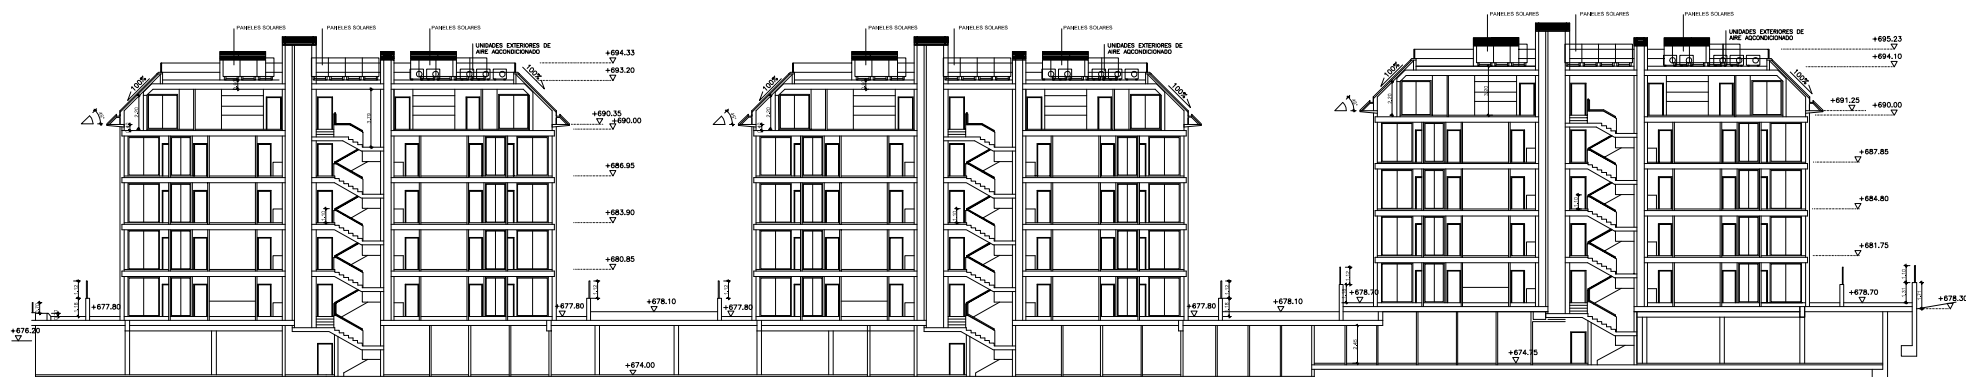 PANELES SOLARES
PANELES SOLARES
PANELES SOLARES
UNIDADES EXTERIORES DE
AIRE AQCONDICIONADO
+694.33
+693.20
100%
100%
+690.35
+690.00
+686.95
+683.90
+680.85
PANELES SOLARES
PANELES SOLARES
PANELES SOLARES
UNIDADES EXTERIORES DE
AIRE AQCONDICIONADO
100%
100%
PANELES SOLARES
PANELES SOLARES
PANELES SOLARES
UNIDADES EXTERIORES DE
AIRE AQCONDICIONADO
+695.23
+694.10
100%
100%
+691.25
+690.00
+687.85
+684.80
+681.75
+677.80
+677.80
+678.10
+677.80
+677.80
+678.10
+678.70
+678.70
+678.30
+676.20
+674.00
+674.75